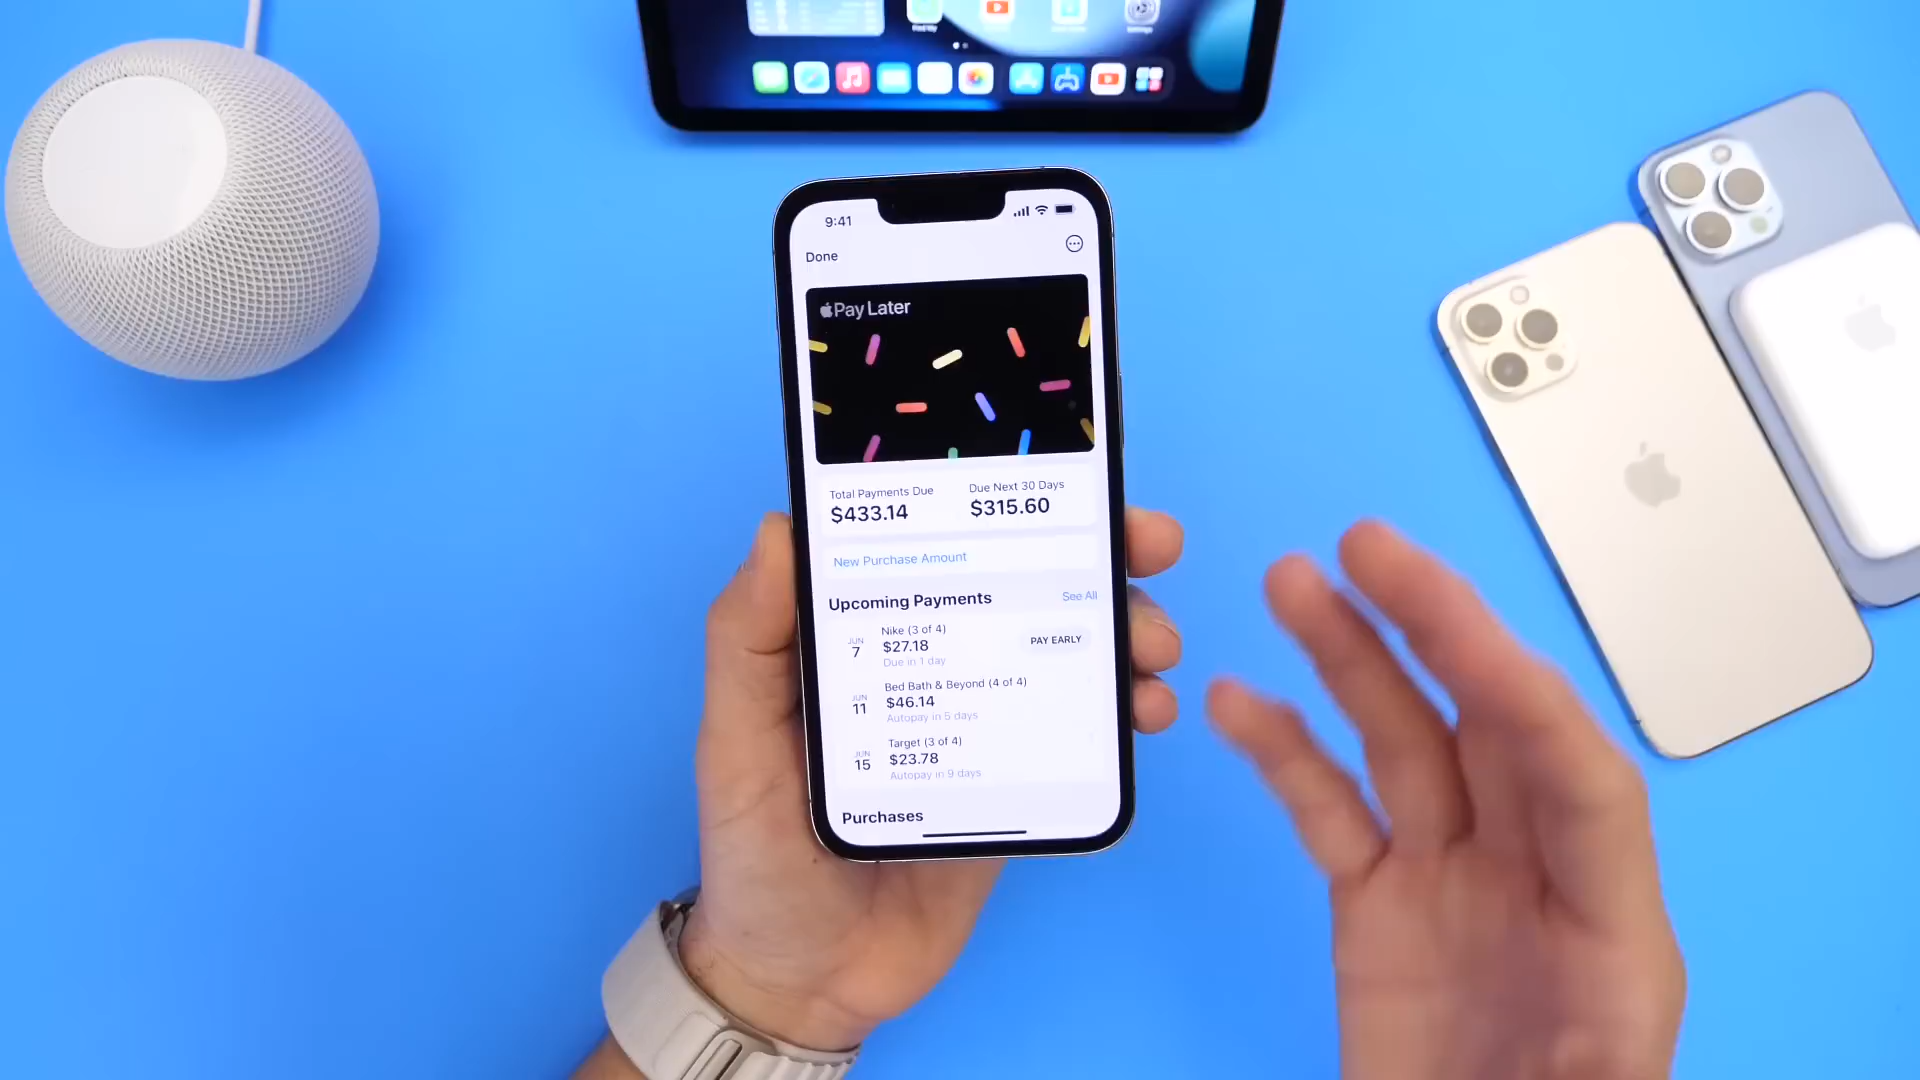 9:41
Done
Pay Later
Total Payments Due
Due Next 30 Days
$433.14
$315.60
New Purchase Amount
Upcoming Payments
See All
JUN
7
Nike (3 of 4)
$27.18
Due in 1 day
PAY EARLY
JUN
11
Bed Bath & Beyond (4 of 4)
$46.14
Autopay in 5 days
JUN
15
Target (3 of 4)
$23.78
Autopay in 9 days
Purchases